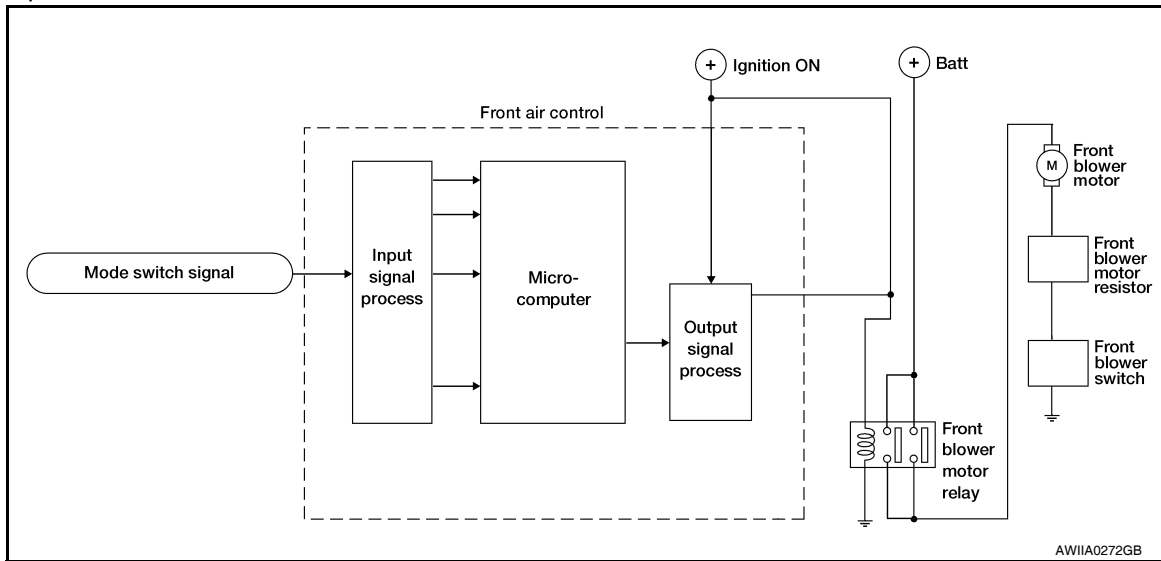 + Ignition ON
+ Batt
Front air control
Front
blower
motor
M
Mode switch signal
Input
signal
process
Micro-
computer
Output
signal
process
Front
blower
motor
resistor
Front
blower
switch
Front
blower
motor
relay
AWIIA0272GB